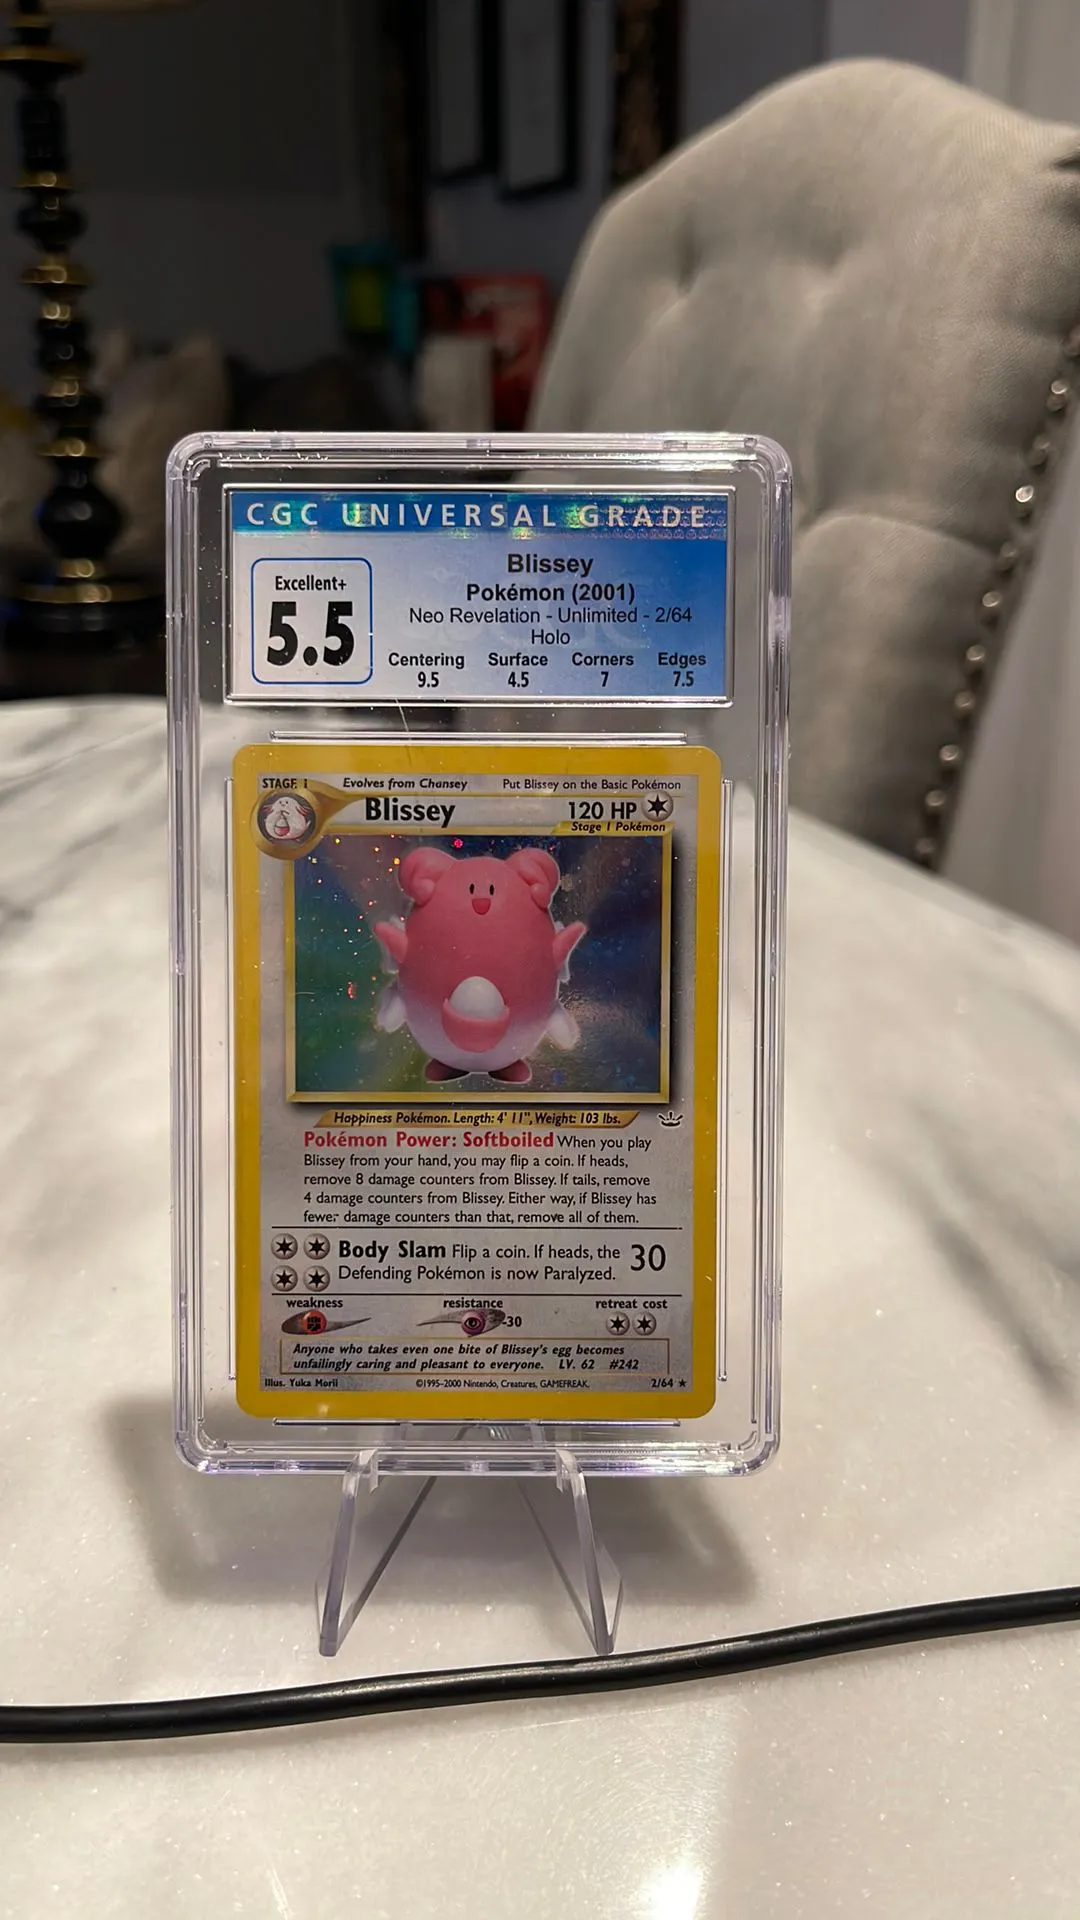 CGC UNIVERSAL GRADE
Excellent+
5.5
Blissey
Pokémon (2001)
Neo Revelation - Unlimited - 2/64
Holo
Centering Surface Corners Edges
9.5 4.5 7 7.5
STAGE 1 Evolves from Chansey Put Blissey on the Basic Pokémon
Blissey 120 HP
Stage 1 Pokémon
Happiness Pokémon. Length: 4' 11", Weight: 103 lbs.
Pokémon Power: Softboiled When you play
Blissey from your hand, you may flip a coin. If heads,
remove 8 damage counters from Blissey. If tails, remove
4 damage counters from Blissey. Either way, if Blissey has
fewer damage counters than that, remove all of them.
Body Slam Flip a coin. If heads, the 30
Defending Pokémon is now Paralyzed.
weakness resistance retreat cost
-30
Anyone who takes even one bite of Blissey's egg becomes
unfailingly caring and pleasant to everyone. LV. 62 #242
Illus. Yuka Morii ©1995-2000 Nintendo, Creatures, GAMEFREAK. 2/64 ★